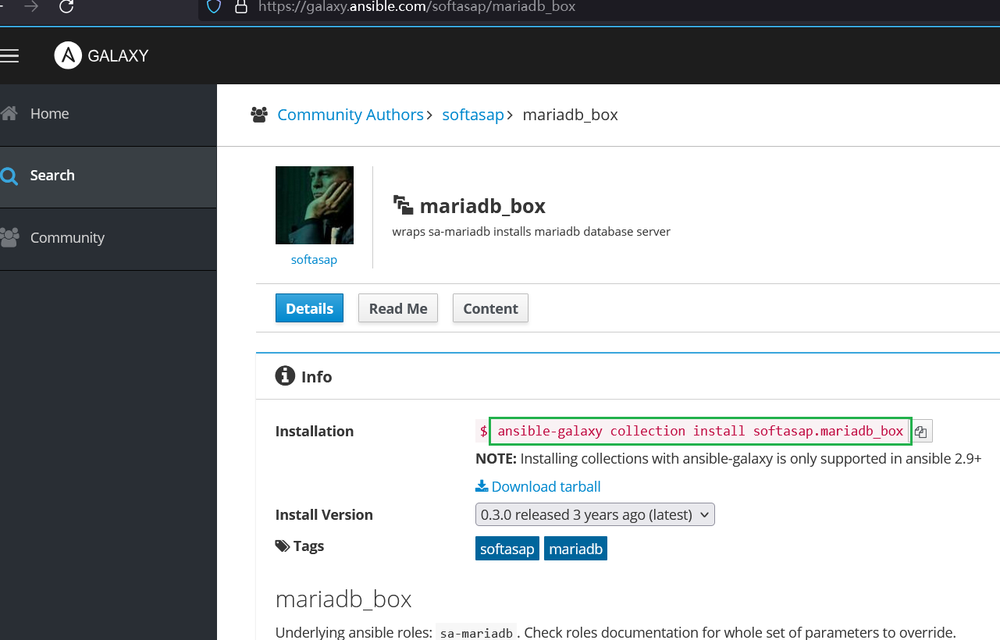 https://galaxy.ansible.com/softasap/mariadb_box
GALAXY
Home
Search
Community
Community Authors › softasap › mariadb_box
softasap
mariadb_box
wraps sa-mariadb installs mariadb database server
Details Read Me Content
Info
Installation
$ ansible-galaxy collection install softasap.mariadb_box
NOTE: Installing collections with ansible-galaxy is only supported in ansible 2.9+
Download tarball
Install Version
0.3.0 released 3 years ago (latest)
Tags
softasap mariadb
mariadb_box
Underlying ansible roles: sa-mariadb . Check roles documentation for whole set of parameters to override.